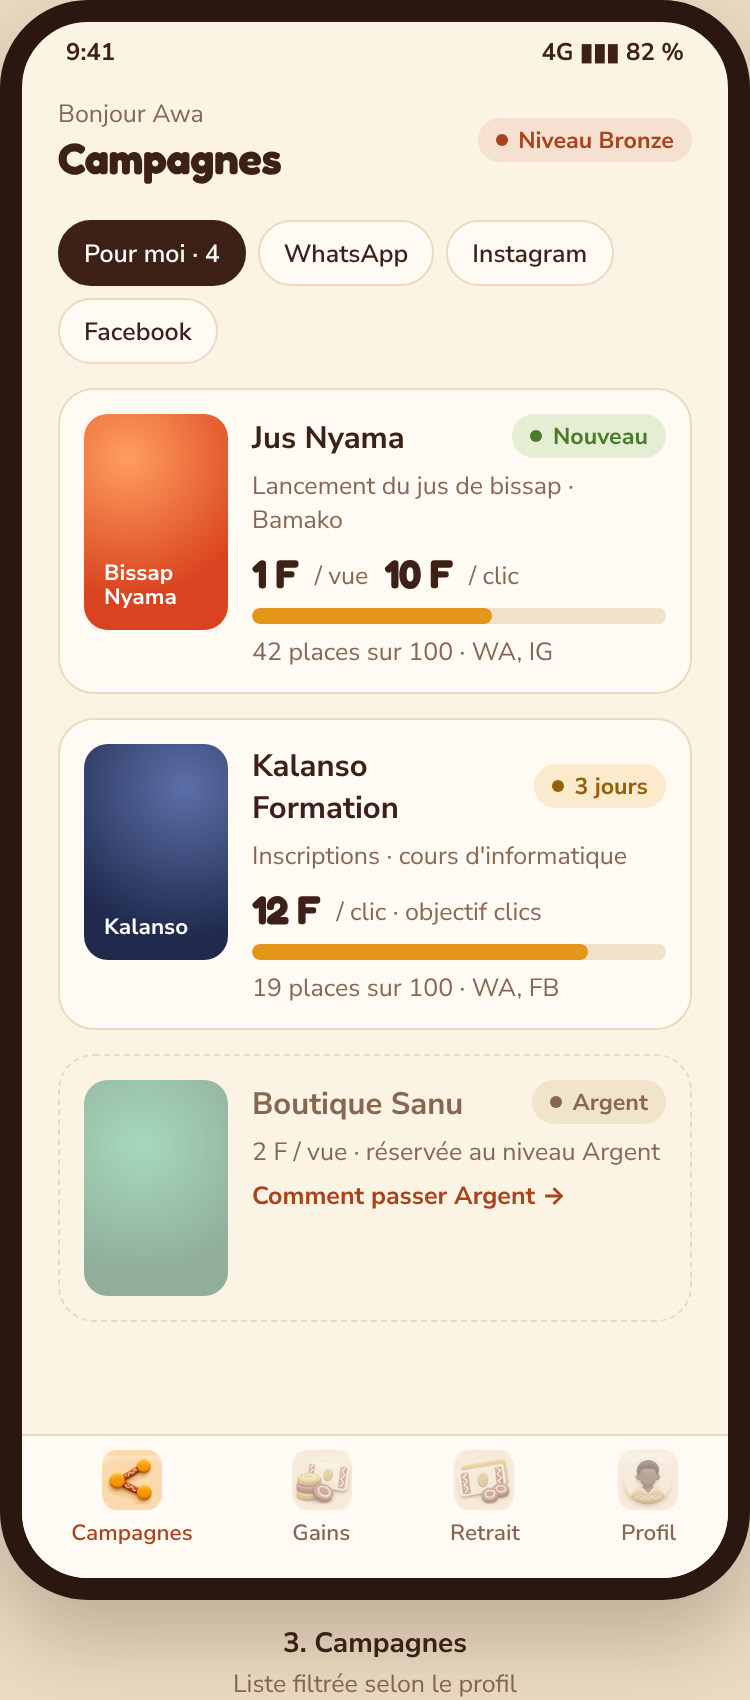 9:41
4G 82 %
Bonjour Awa
Campagnes
Niveau Bronze
Pour moi · 4
WhatsApp
Instagram
Facebook
Bissap
Nyama
Jus Nyama
Nouveau
Lancement du jus de bissap ·
Bamako
1 F / vue 10 F / clic
42 places sur 100 · WA, IG
Kalanso
Kalanso
Formation
3 jours
Inscriptions · cours d'informatique
12 F / clic · objectif clics
19 places sur 100 · WA, FB
Boutique Sanu
Argent
2 F / vue · réservée au niveau Argent
Comment passer Argent →
Campagnes
Gains
Retrait
Profil
3. Campagnes
Liste filtrée selon le profil